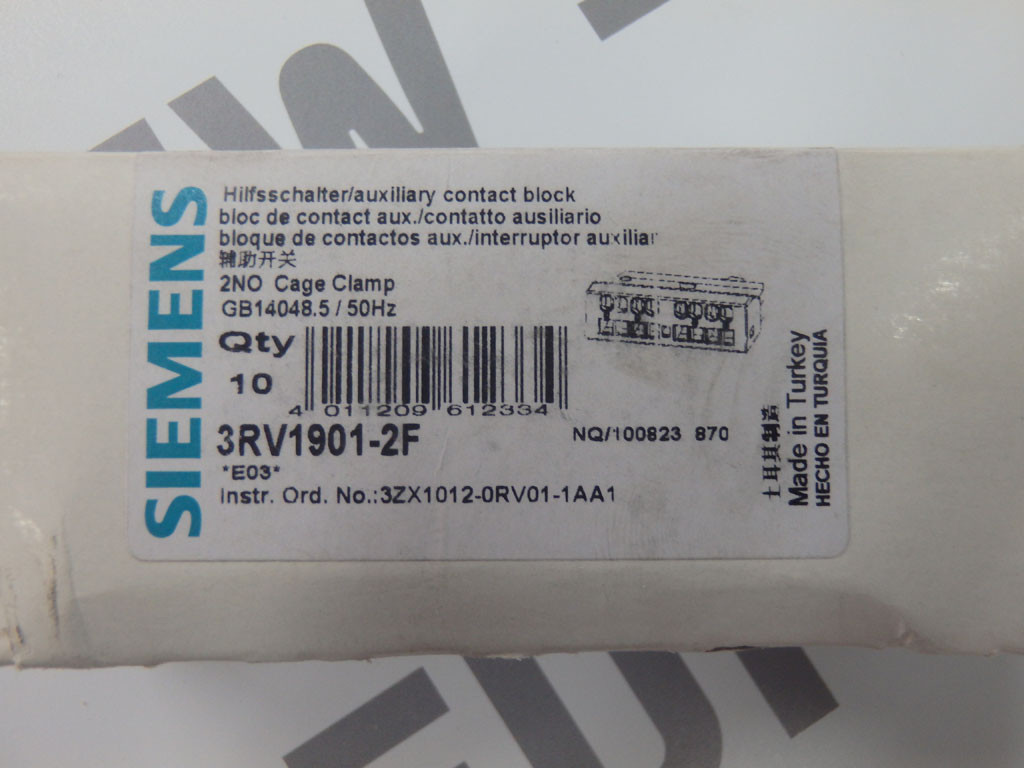 SIEMENS
Hilfsschalter/auxiliary contact block
bloc de contact aux./contatto ausiliario
bloque de contactos aux./interruptor auxiliar
辅助开关
2NO Cage Clamp
GB14048.5 / 50Hz
Qty
10
4 011209 612334
3RV1901-2F
NQ/100823 870
*E03*
Instr. Ord. No.:3ZX1012-0RV01-1AA1
土耳其制造
Made in Turkey
HECHO EN TURQUIA